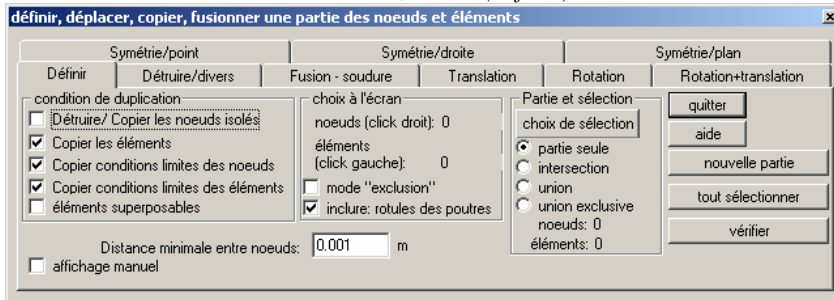 définir, déplacer, copier, fusionner une partie des noeuds et éléments
Symétrie/point
Symétrie/droite
Symétrie/plan
Définir
Détruire/divers
Fusion - soudure
Translation
Rotation
Rotation+translation
condition de duplication
Détruire/ Copier les noeuds isolés
Copier les éléments
Copier conditions limites des noeuds
Copier conditions limites des éléments
éléments superposables
choix à l'écran
noeuds (click droit): 0
éléments
(click gauche): 0
mode "exclusion"
inclure: rotules des poutres
Partie et sélection
choix de sélection
partie seule
intersection
union
union exclusive
noeuds: 0
éléments: 0
quitter
aide
nouvelle partie
tout sélectionner
vérifier
Distance minimale entre noeuds: 0.001 m
affichage manuel